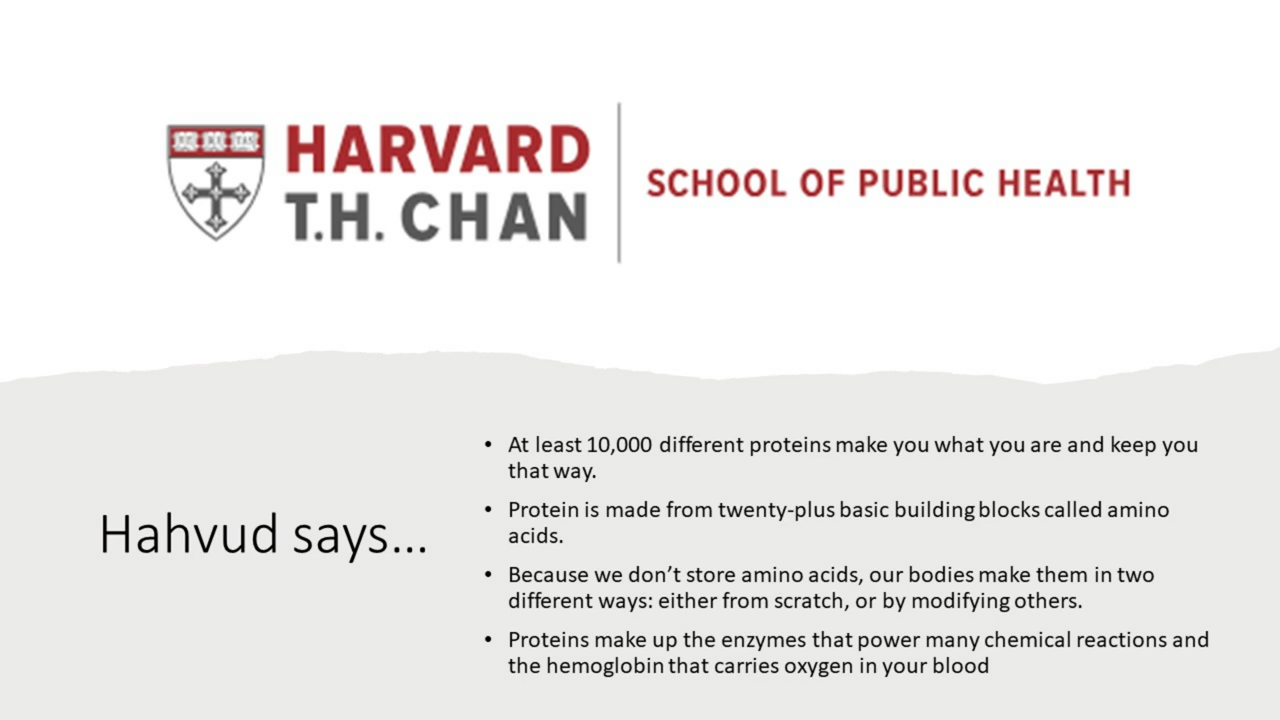 HARVARD
T.H. CHAN
SCHOOL OF PUBLIC HEALTH
Hahvud says...
• At least 10,000 different proteins make you what you are and keep you
that way.
• Protein is made from twenty-plus basic building blocks called amino
acids.
• Because we don’t store amino acids, our bodies make them in two
different ways: either from scratch, or by modifying others.
• Proteins make up the enzymes that power many chemical reactions and
the hemoglobin that carries oxygen in your blood